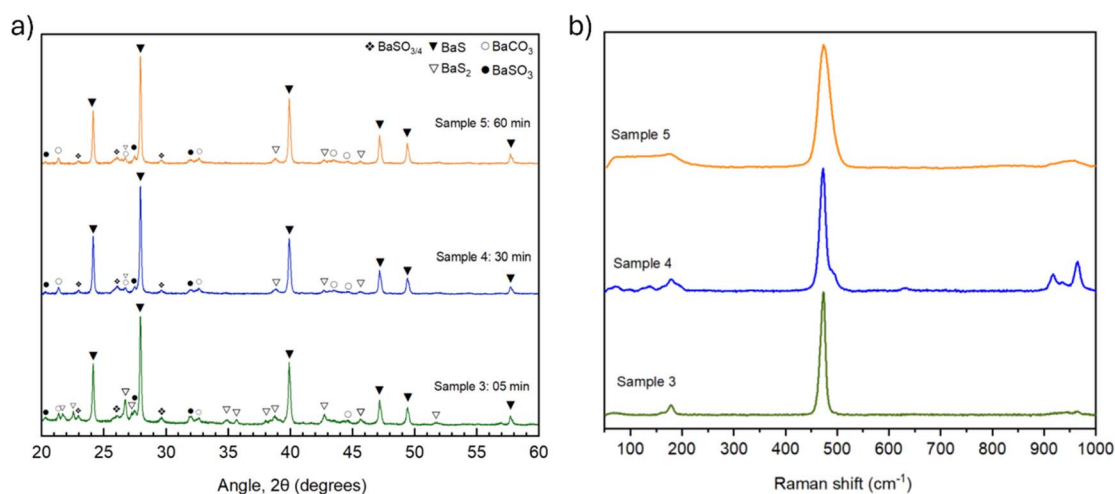 a)
❖ BaSO3/4 ▼ BaS ○ BaCO3
▽ BaS2 ● BaSO3
Sample 5: 60 min
Sample 4: 30 min
Sample 3: 05 min
20 25 30 35 40 45 50 55 60
Angle, 2θ (degrees)
b)
Sample 5
Sample 4
Sample 3
100 200 300 400 500 600 700 800 900 1000
Raman shift (cm-1)